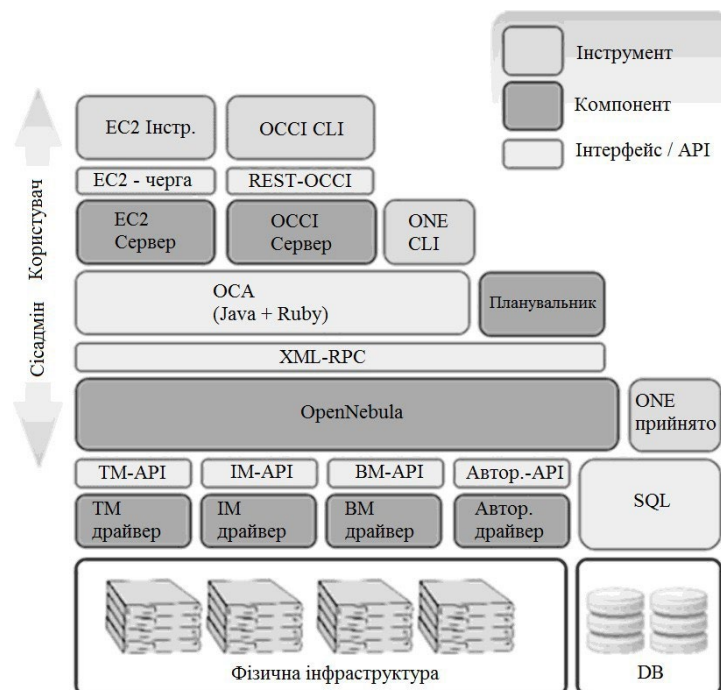 Інструмент
Компонент
Інтерфейс / API
Користувач
Сісадмін
EC2 Інстр.
OCCI CLI
EC2 - черга
REST-OCCI
EC2
Сервер
OCCI
Сервер
ONE
CLI
OCA
(Java + Ruby)
Планувальник
XML-RPC
OpenNebula
ONE
прийнято
TM-API
IM-API
BM-API
Автор.-API
SQL
TM
драйвер
IM
драйвер
BM
драйвер
Автор.
драйвер
Фізична інфраструктура
DB